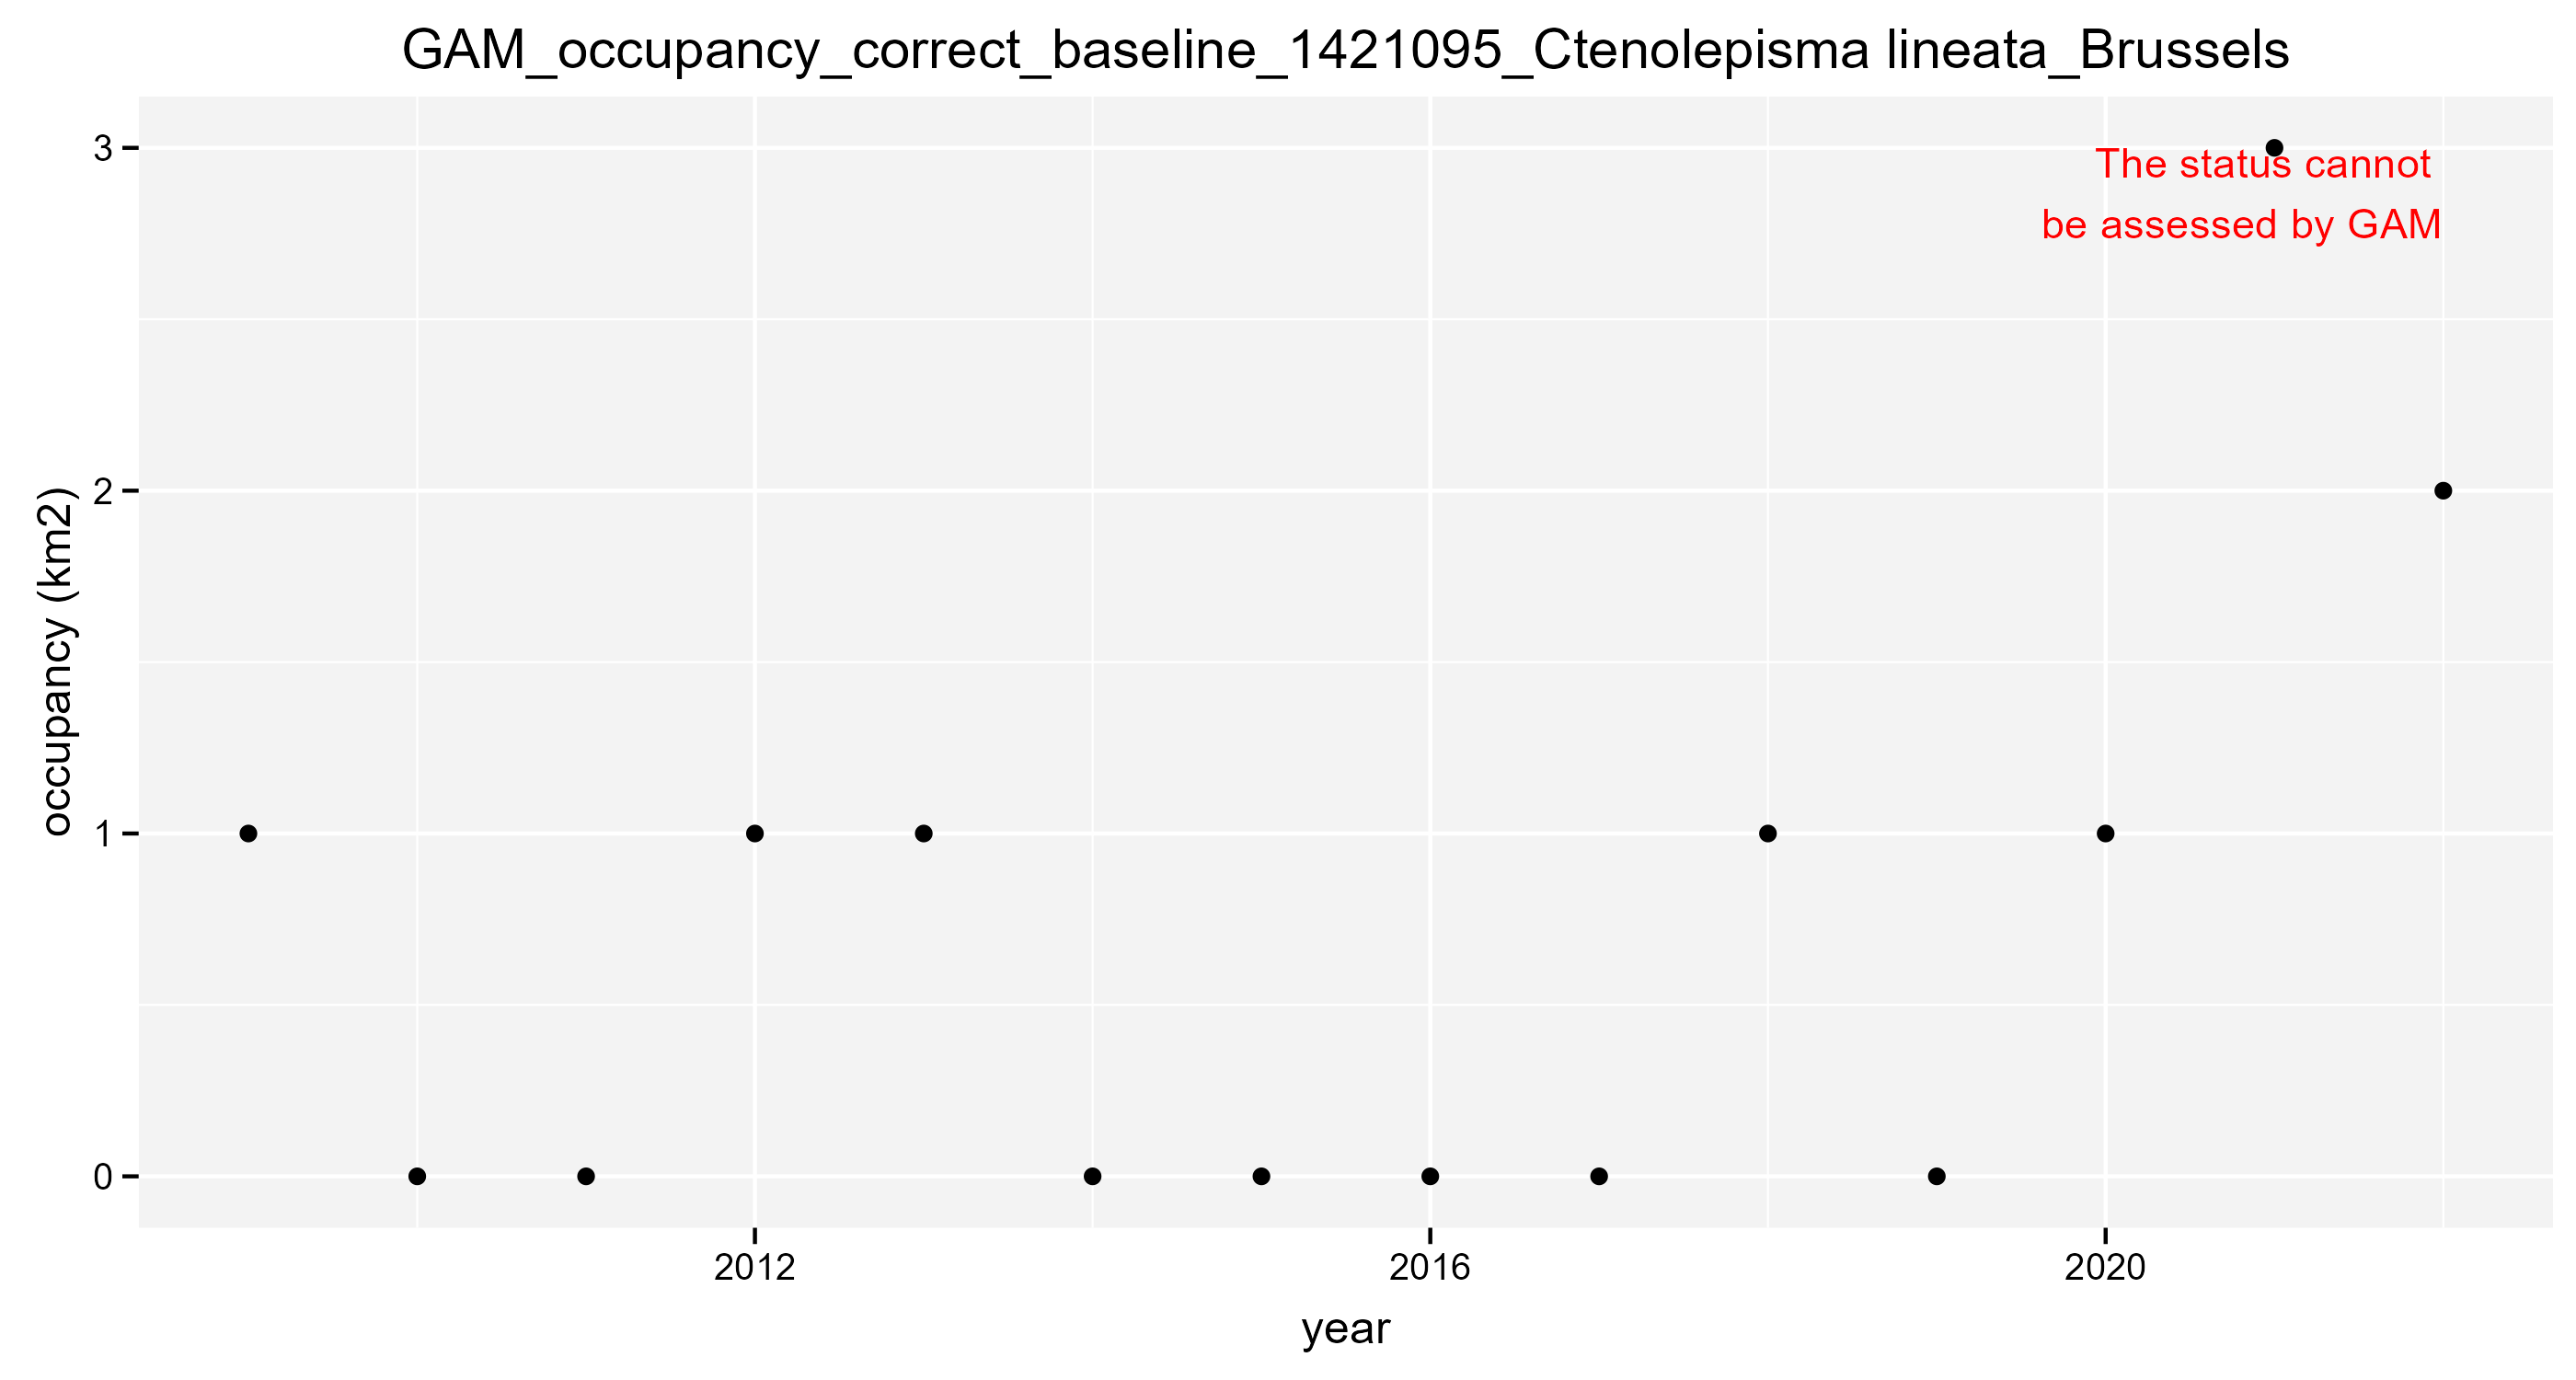 GAM_occupancy_correct_baseline_1421095_Ctenolepisma lineata_Brussels
3
The status cannot
be assessed by GAM
2
occupancy (km2)
1
0
2012
2016
2020
year